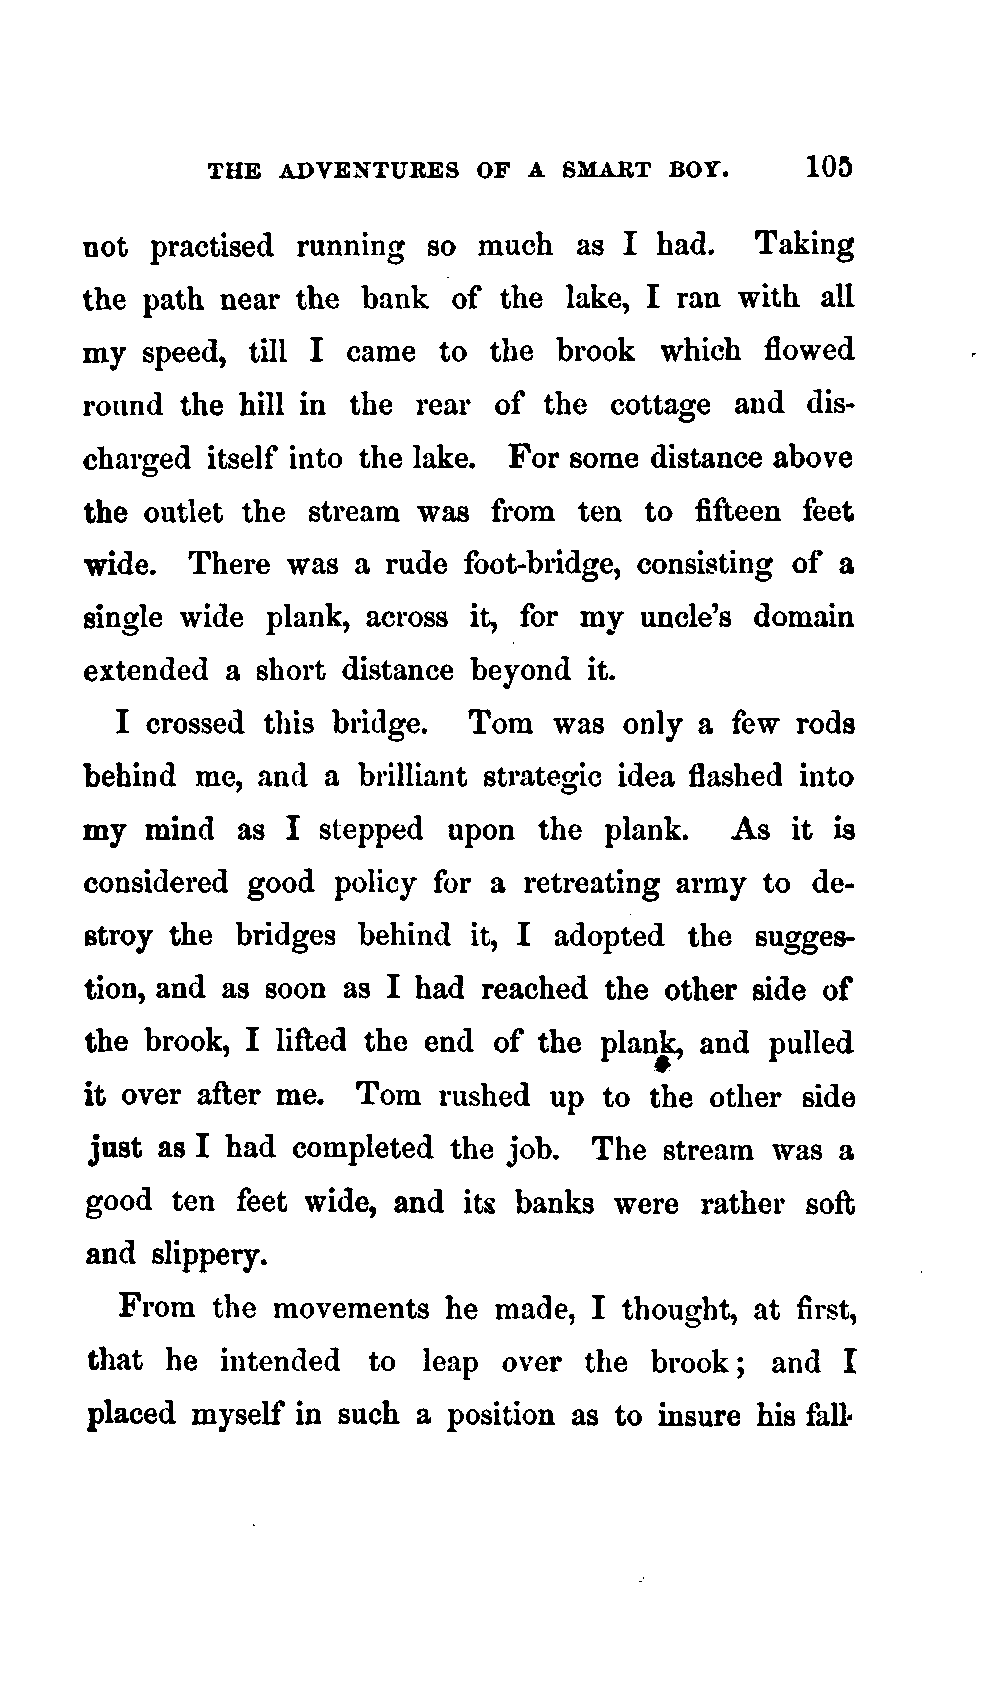 THE ADVENTURES OF A SMART BOY. 105
not practised running so much as I had. Taking
the path near the bank of the lake, I ran with all
my speed, till I came to the brook which flowed
round the hill in the rear of the cottage and dis-
charged itself into the lake. For some distance above
the outlet the stream was from ten to fifteen feet
wide. There was a rude foot-bridge, consisting of a
single wide plank, across it, for my uncle's domain
extended a short distance beyond it.
I crossed this bridge. Tom was only a few rods
behind me, and a brilliant strategic idea flashed into
my mind as I stepped upon the plank. As it is
considered good policy for a retreating army to de-
stroy the bridges behind it, I adopted the sugges-
tion, and as soon as I had reached the other side of
the brook, I lifted the end of the plank, and pulled
it over after me. Tom rushed up to the other side
just as I had completed the job. The stream was a
good ten feet wide, and its banks were rather soft
and slippery.
From the movements he made, I thought, at first,
that he intended to leap over the brook; and I
placed myself in such a position as to insure his fall-